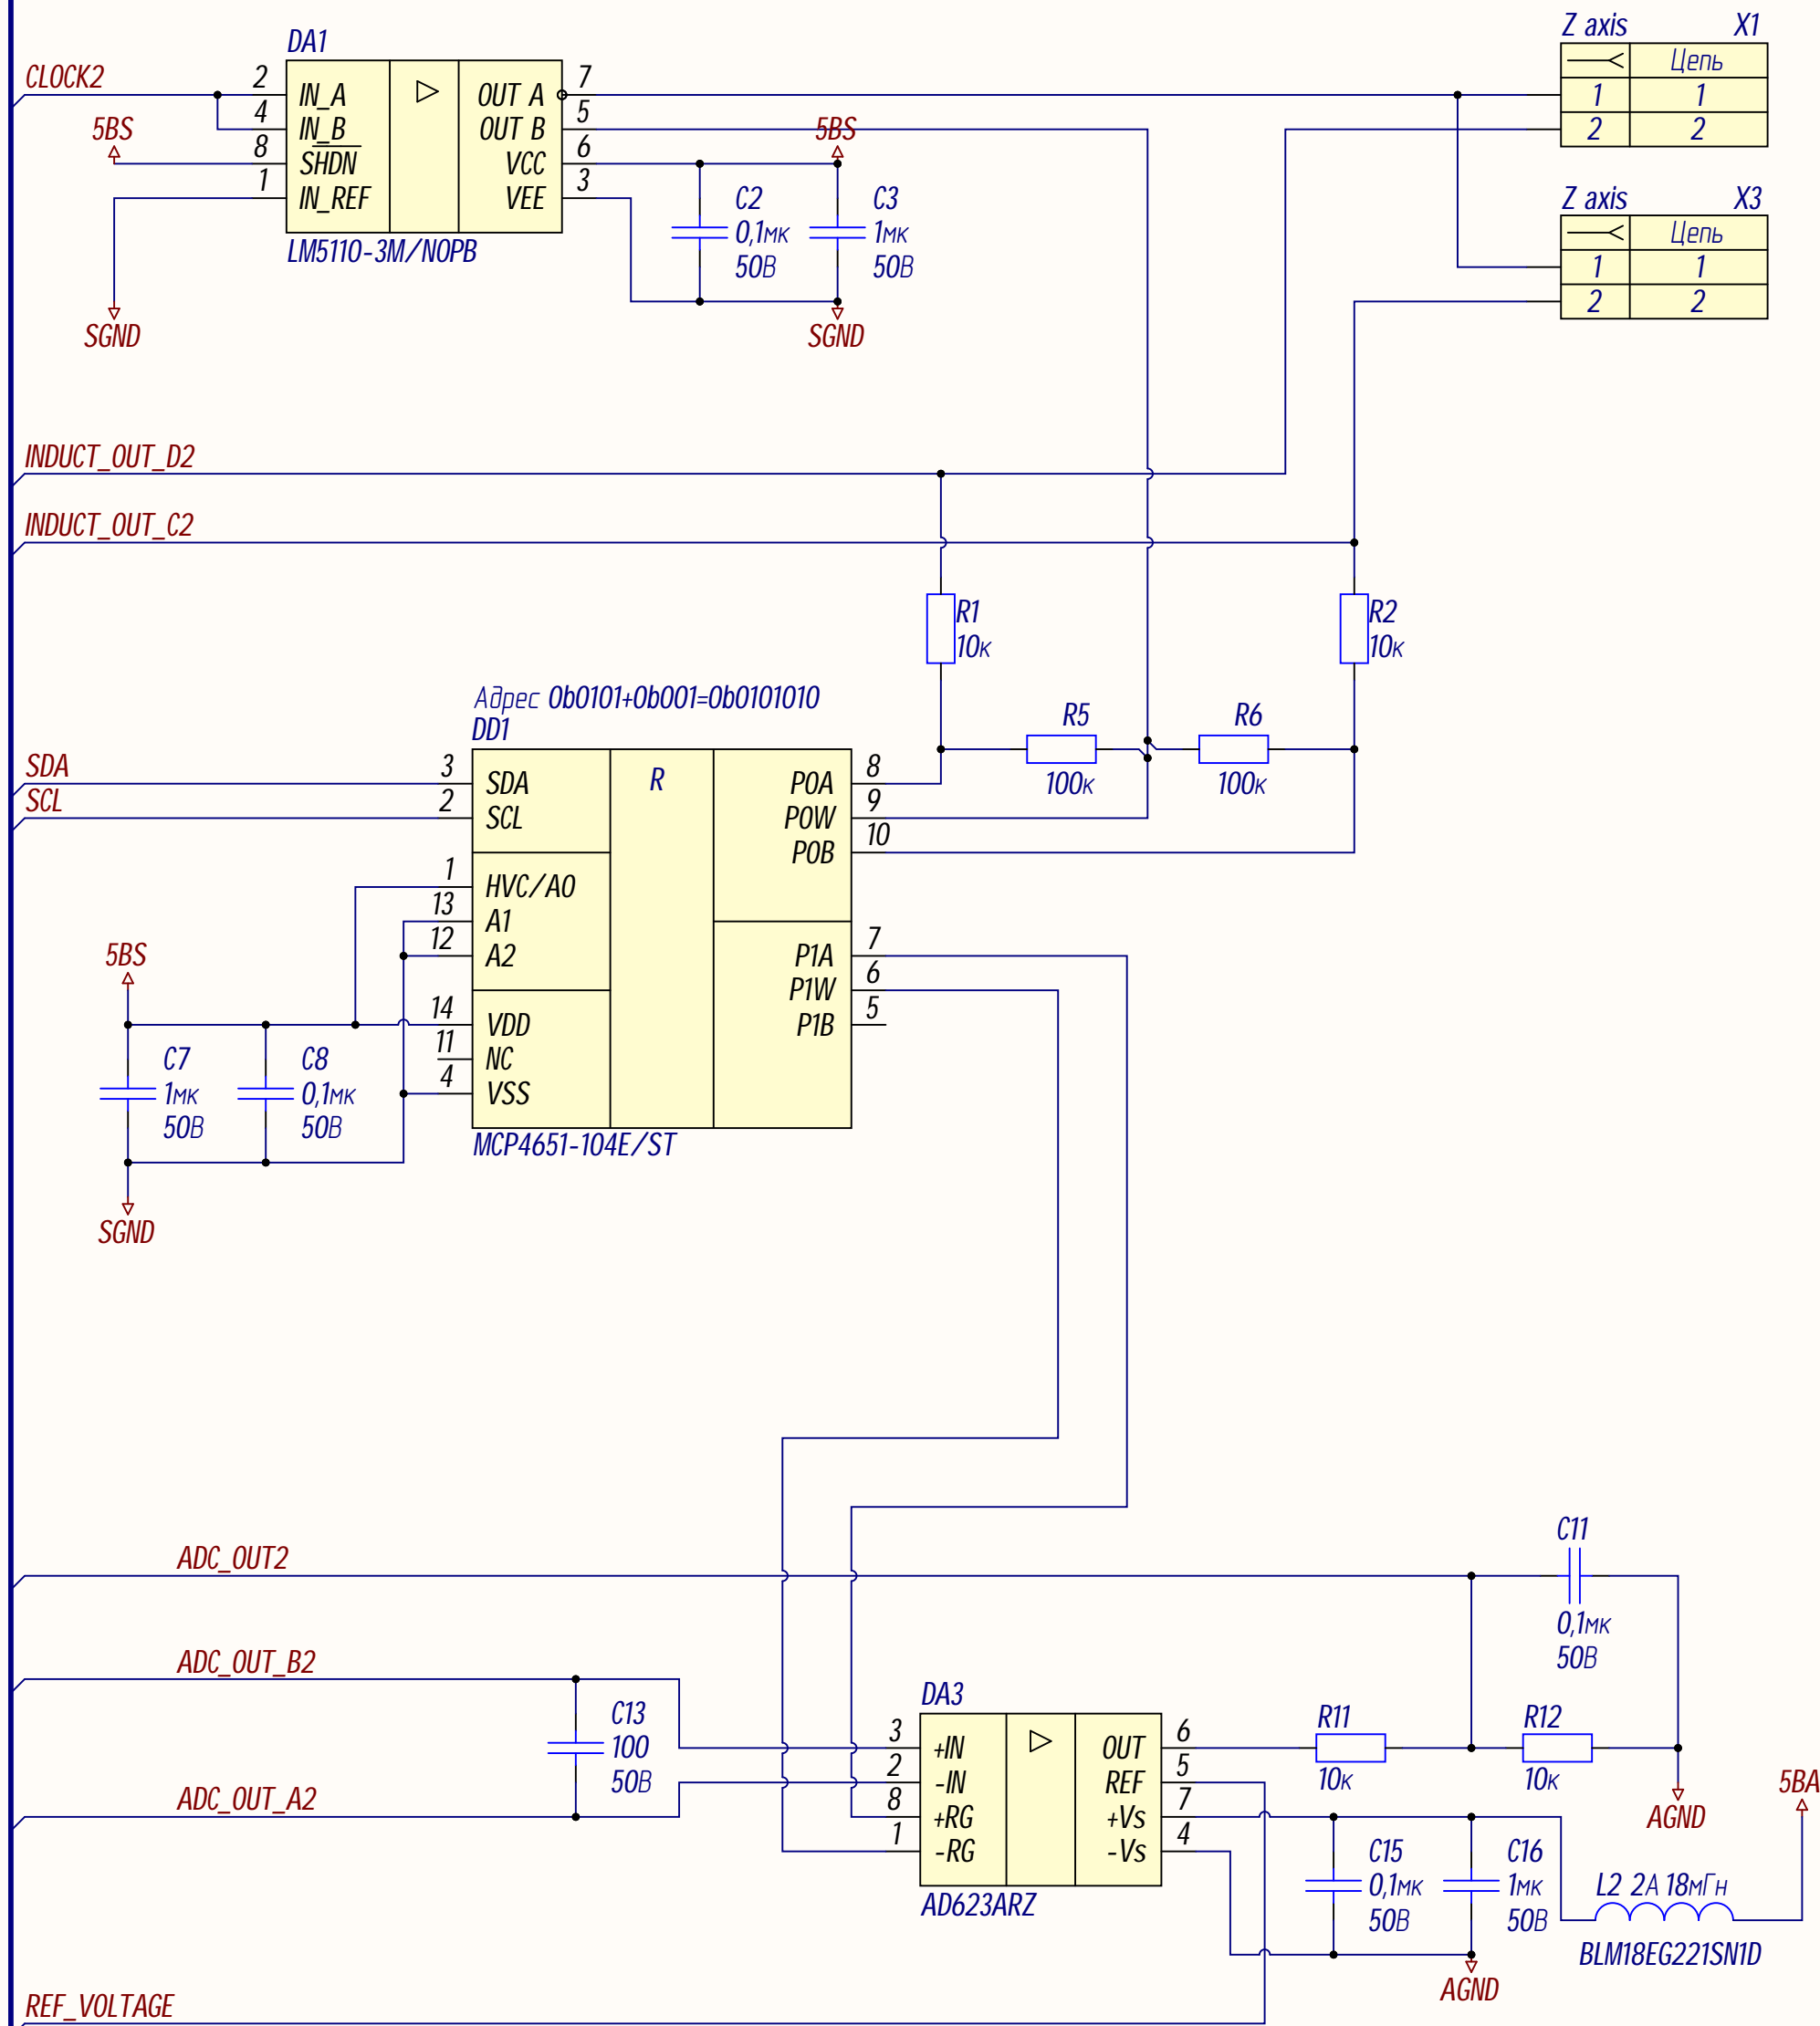 Z axis X1
DA1
Цепь
CLOCK2 2 IN_A OUT A 7 1 1
4 IN_B OUT B 5 2 2
5BS 5BS
8 SHDN VCC 6
1 IN_REF VEE 3
LM5110-3M/NOPB
C2
0,1мк
50В
C3
1мк
50В
Z axis X3
Цепь
1 1
2 2
SGND
SGND
INDUCT_OUT_D2
INDUCT_OUT_C2
R1
10к
R2
10к
Адрес 0b0101+0b001=0b0101010
DD1
R5
100к
R6
100к
R
SDA 3 SDA P0A 8
SCL 2 SCL P0W 9
P0B 10
1 HVC/A0
13 A1
12 A2 P1A 7
P1W 6
14 VDD P1B 5
11 NC
4 VSS
MCP4651-104E/ST
5BS
C7
1мк
50В
C8
0,1мк
50В
SGND
C11
0,1мк
50В
ADC_OUT2
ADC_OUT_B2
C13
100
50В
ADC_OUT_A2
DA3
3 +IN OUT 6
2 -IN REF 5
8 +RG +Vs 7
1 -RG -Vs 4
AD623ARZ
R11
10к
R12
10к
AGND
5BA
C15
0,1мк
50В
C16
1мк
50В
L2 2А 18мГн
BLM18EG221SN1D
AGND
REF_VOLTAGE